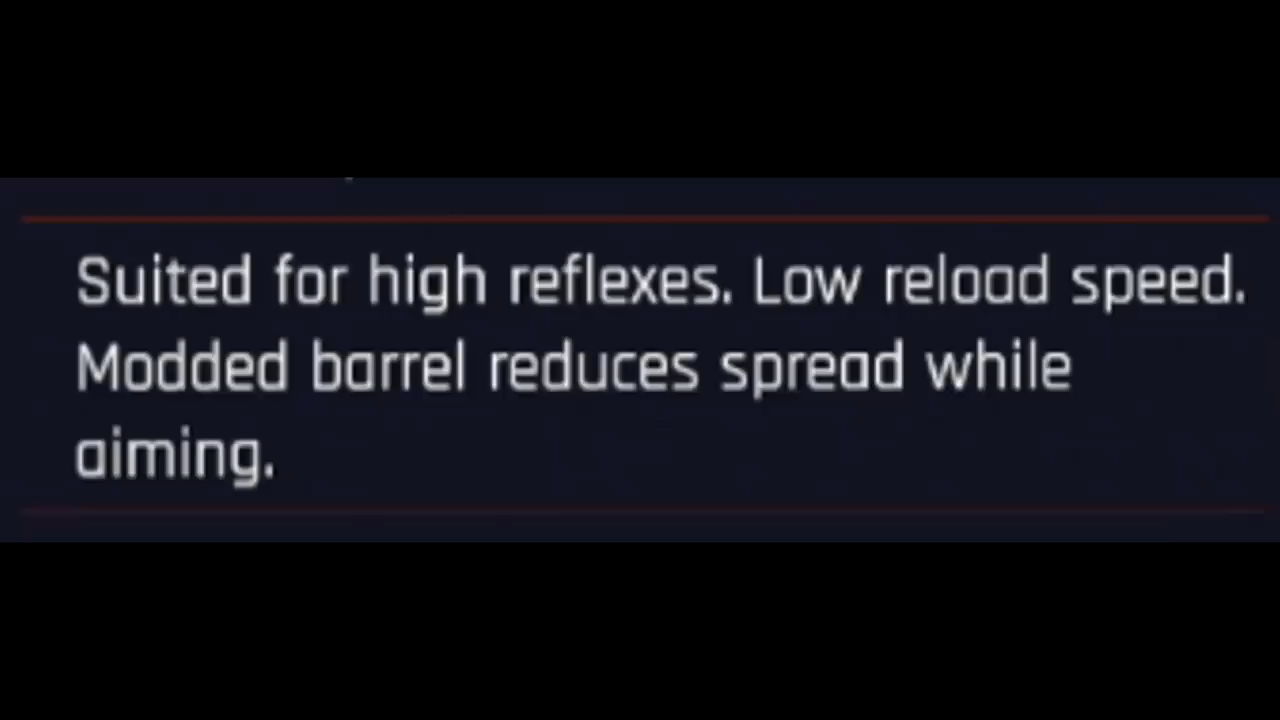 Suited for high reflexes. Low reload speed.
Modded barrel reduces spread while
aiming.